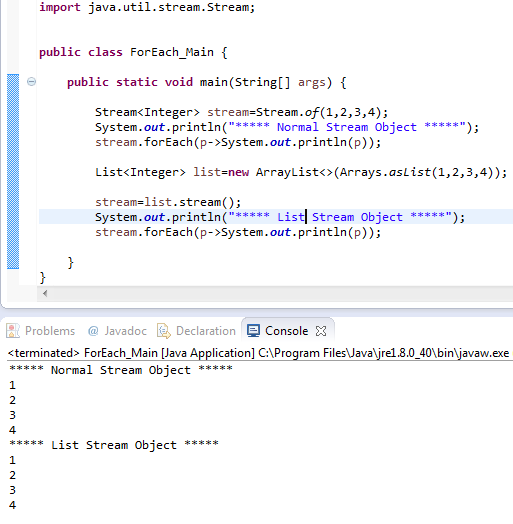 import java.util.stream.Stream;
public class ForEach_Main {
public static void main(String[] args) {
Stream<Integer> stream=Stream.of(1,2,3,4);
System.out.println("***** Normal Stream Object *****");
stream.forEach(p->System.out.println(p));
List<Integer> list=new ArrayList<>(Arrays.asList(1,2,3,4));
stream=list.stream();
System.out.println("***** List Stream Object *****");
stream.forEach(p->System.out.println(p));
}
}
Problems @ Javadoc Declaration Console
<terminated> ForEach_Main [Java Application] C:\Program Files\Java\jre1.8.0_40\bin\javaw.exe
***** Normal Stream Object *****
1
2
3
4
***** List Stream Object *****
1
2
3
4